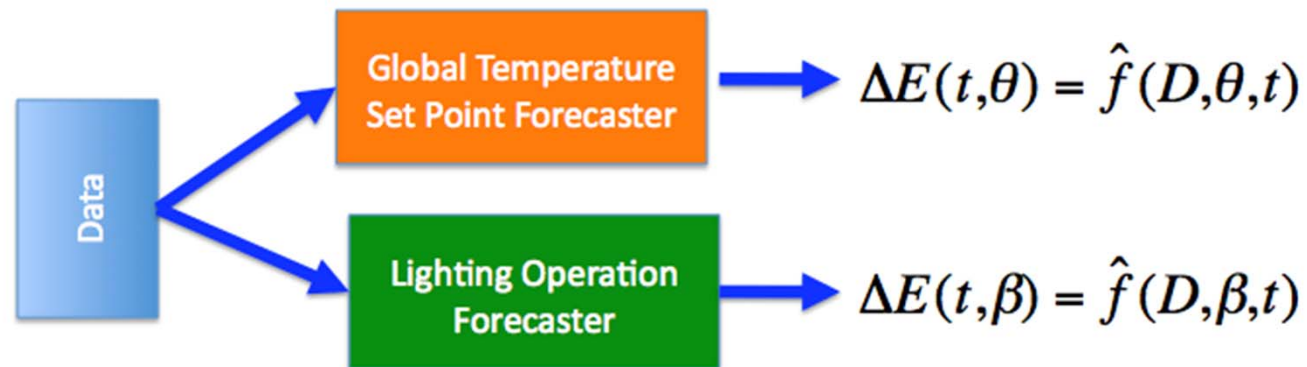 Data
Global Temperature
Set Point Forecaster
ΔE(t,θ) = f̂(D,θ,t)
Lighting Operation
Forecaster
ΔE(t,β) = f̂(D,β,t)